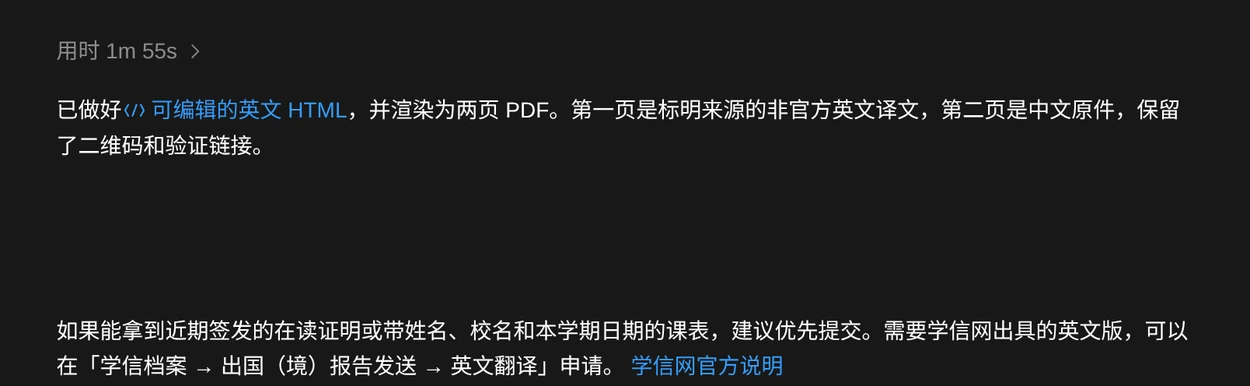 用时 1m 55s >
已做好</> 可编辑的英文 HTML，并渲染为两页 PDF。第一页是标明来源的非官方英文译文，第二页是中文原件，保留
了二维码和验证链接。
如果能拿到近期签发的在读证明或带姓名、校名和本学期日期的课表，建议优先提交。需要学信网出具的英文版，可以
在「学信档案 → 出国（境）报告发送 → 英文翻译」申请。 学信网官方说明